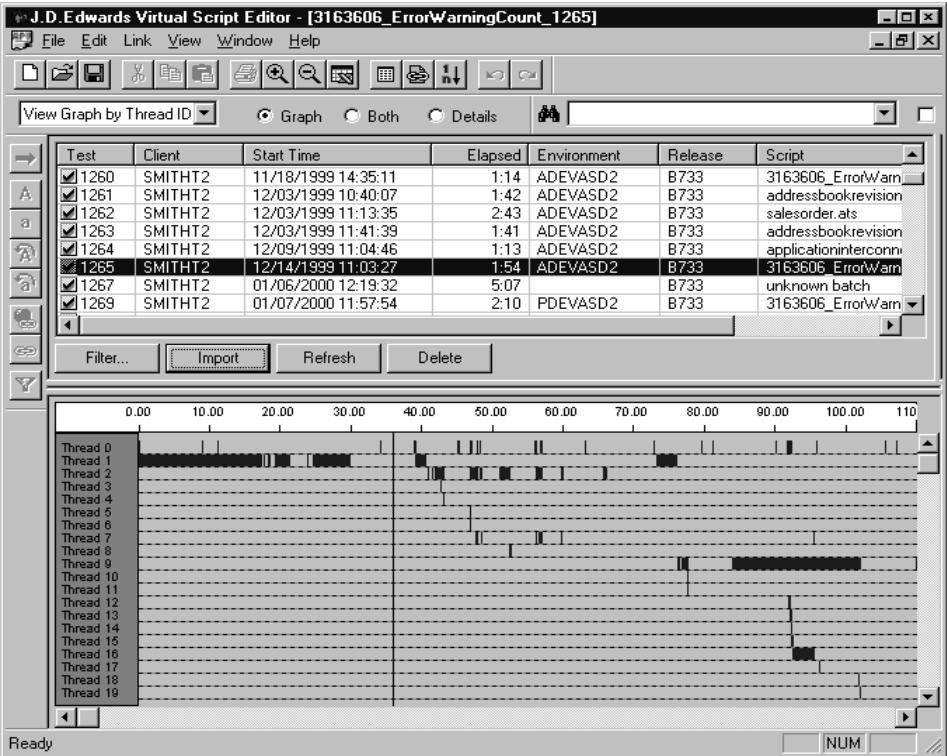 J.D.Edwards Virtual Script Editor - [3163606_ErrorWarningCount_1265]
File Edit Link View Window Help
View Graph by Thread ID Graph Both Details
Test Client Start Time Elapsed Environment Release Script
1260 SMITHT2 11/18/1999 14:35:11 1:14 ADEVASD2 B733 3163606_ErrorWarn
1261 SMITHT2 12/03/1999 10:40:07 1:42 ADEVASD2 B733 addressbookrevision
1262 SMITHT2 12/03/1999 11:13:35 2:43 ADEVASD2 B733 salesorder.ats
1263 SMITHT2 12/03/1999 11:41:39 1:41 ADEVASD2 B733 addressbookrevision
1264 SMITHT2 12/09/1999 11:04:46 1:13 ADEVASD2 B733 applicationinterconn
1265 SMITHT2 12/14/1999 11:03:27 1:54 ADEVASD2 B733 3163606_ErrorWarn
1267 SMITHT2 01/06/2000 12:19:32 5:07 B733 unknown batch
1269 SMITHT2 01/07/2000 11:57:54 2:10 PDEVASD2 B733 3163606_ErrorWarn
Filter... Import Refresh Delete
0.00 10.00 20.00 30.00 40.00 50.00 60.00 70.00 80.00 90.00 100.00 110
Thread 0
Thread 1
Thread 2
Thread 3
Thread 4
Thread 5
Thread 6
Thread 7
Thread 8
Thread 9
Thread 10
Thread 11
Thread 12
Thread 13
Thread 14
Thread 15
Thread 16
Thread 17
Thread 18
Thread 19
Ready NUM